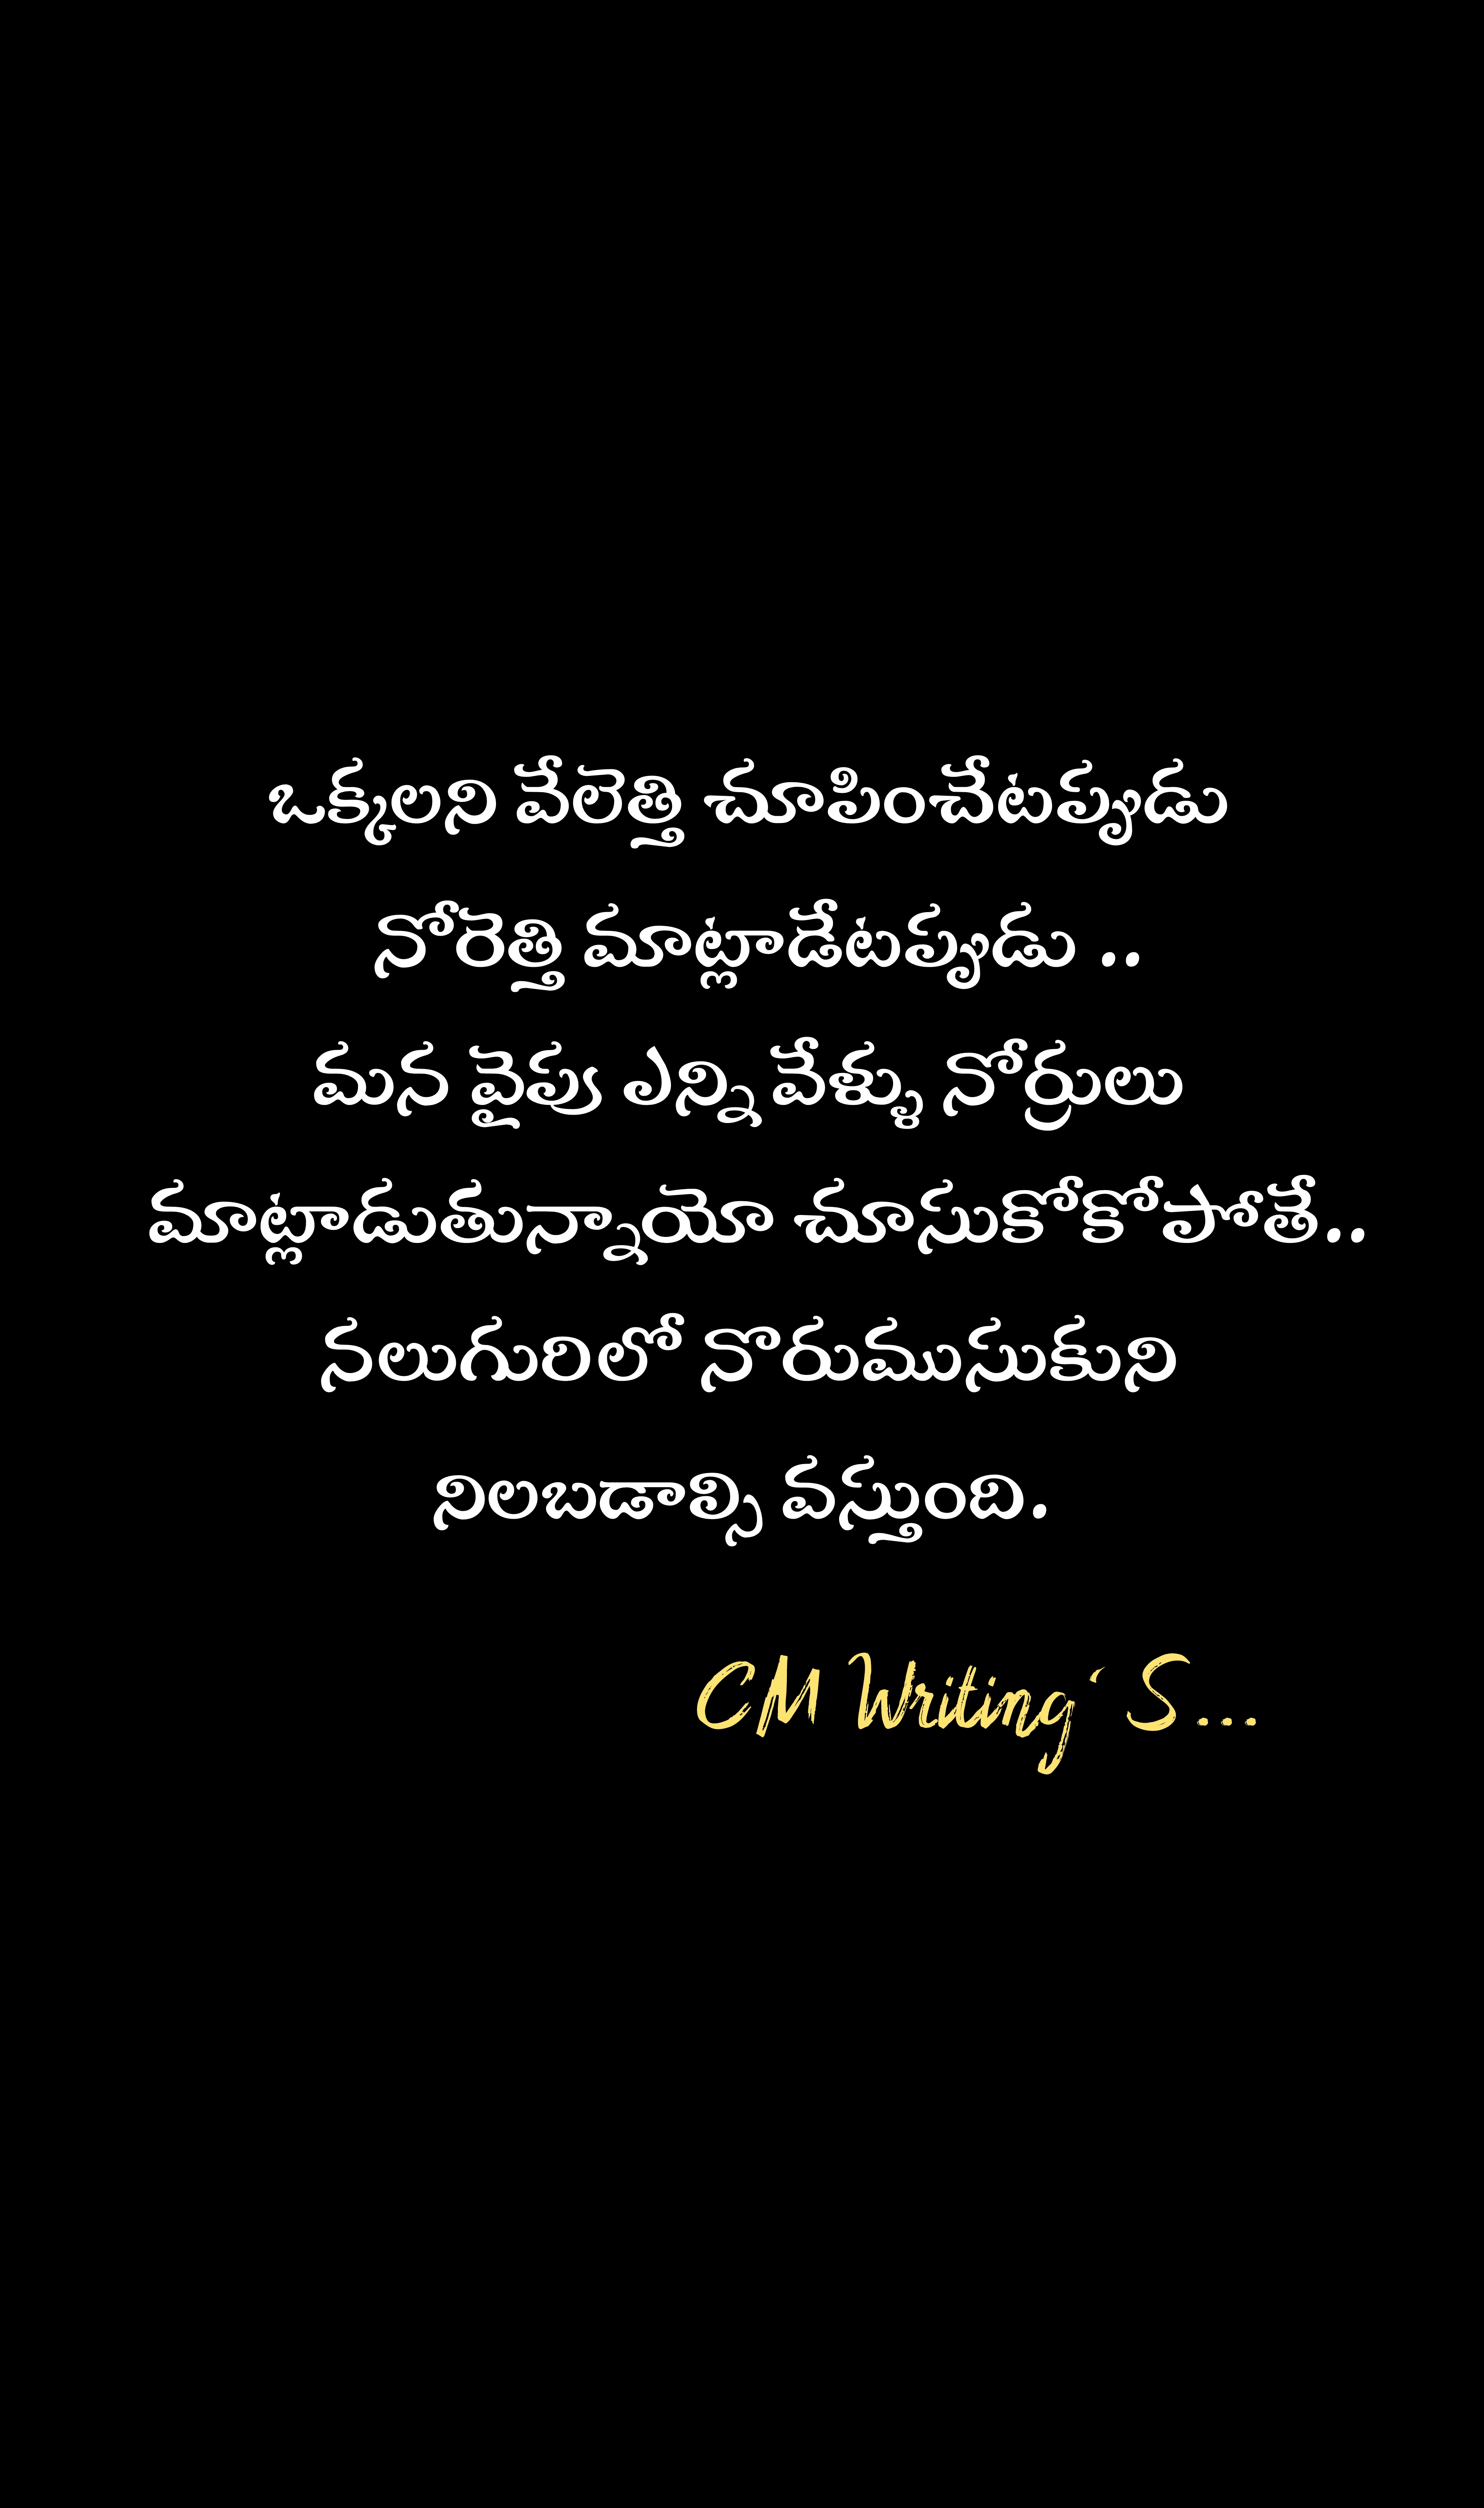 ఒక్కలని వేలెత్తి చూపించేటప్పుడు
నోరెత్తి మాట్లాడేటప్పుడు ..
మన వైపు ఎన్ని వేళ్ళు నోర్లులు
మాట్లాడుతున్నాయో చూసుకోకోపోతే..
నలుగురిలో నారుమునుకుని
నిలబడాల్సి వస్తుంది.
CM Writing' S...